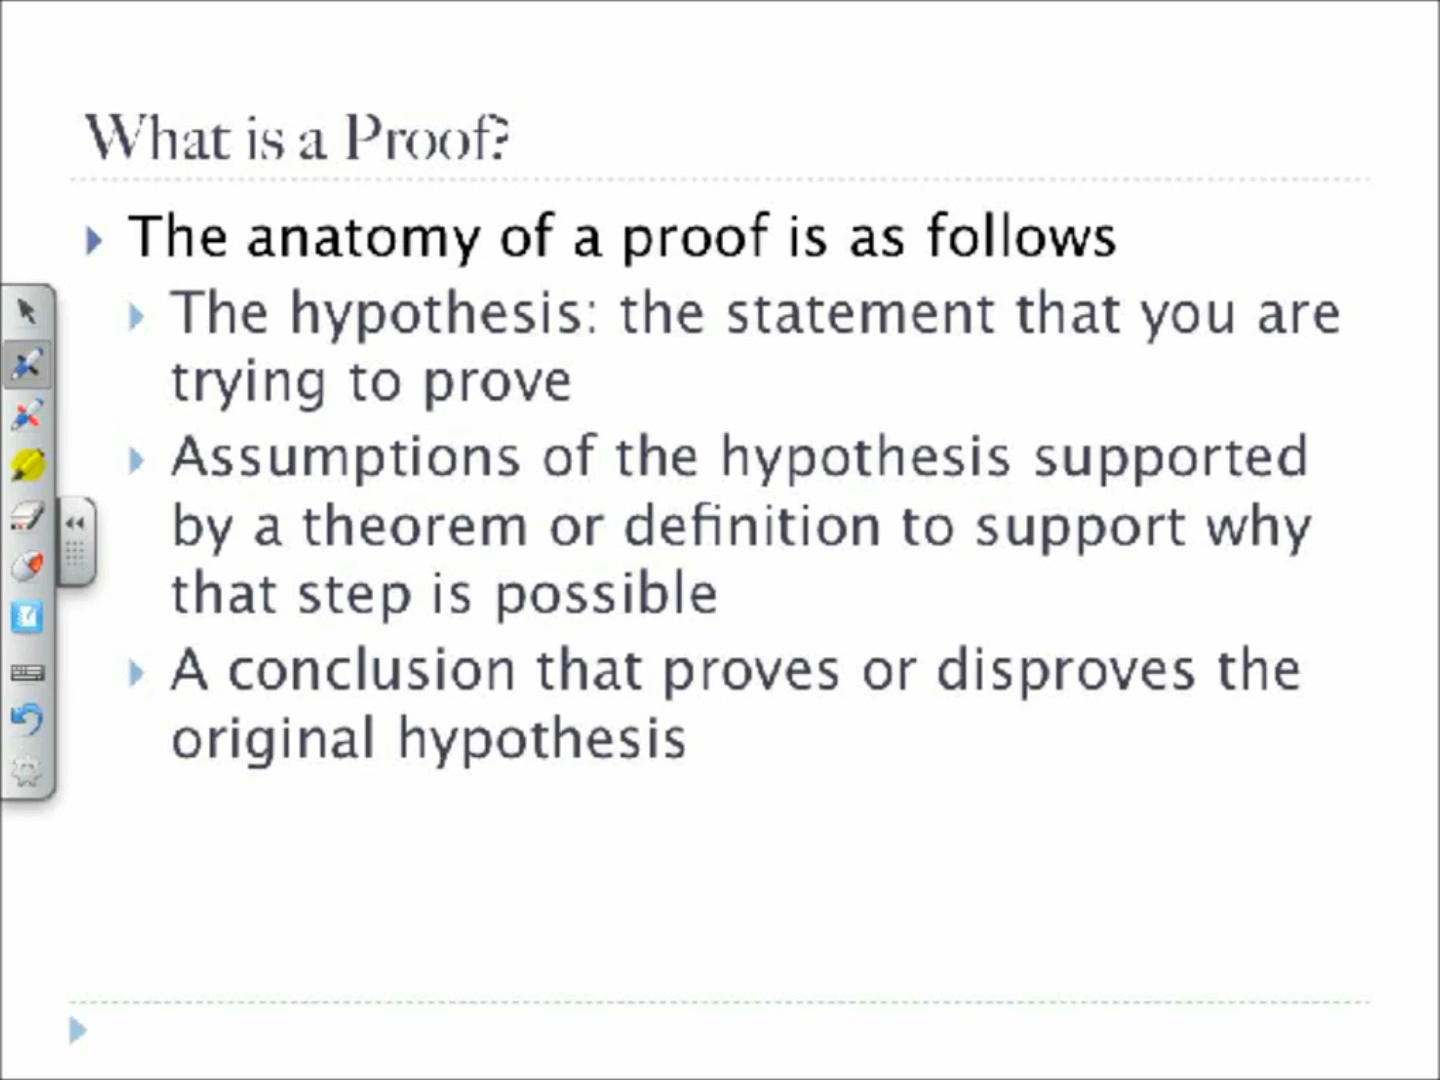 What is a Proof?
The anatomy of a proof is as follows
The hypothesis: the statement that you are
trying to prove
Assumptions of the hypothesis supported
by a theorem or definition to support why
that step is possible
A conclusion that proves or disproves the
original hypothesis